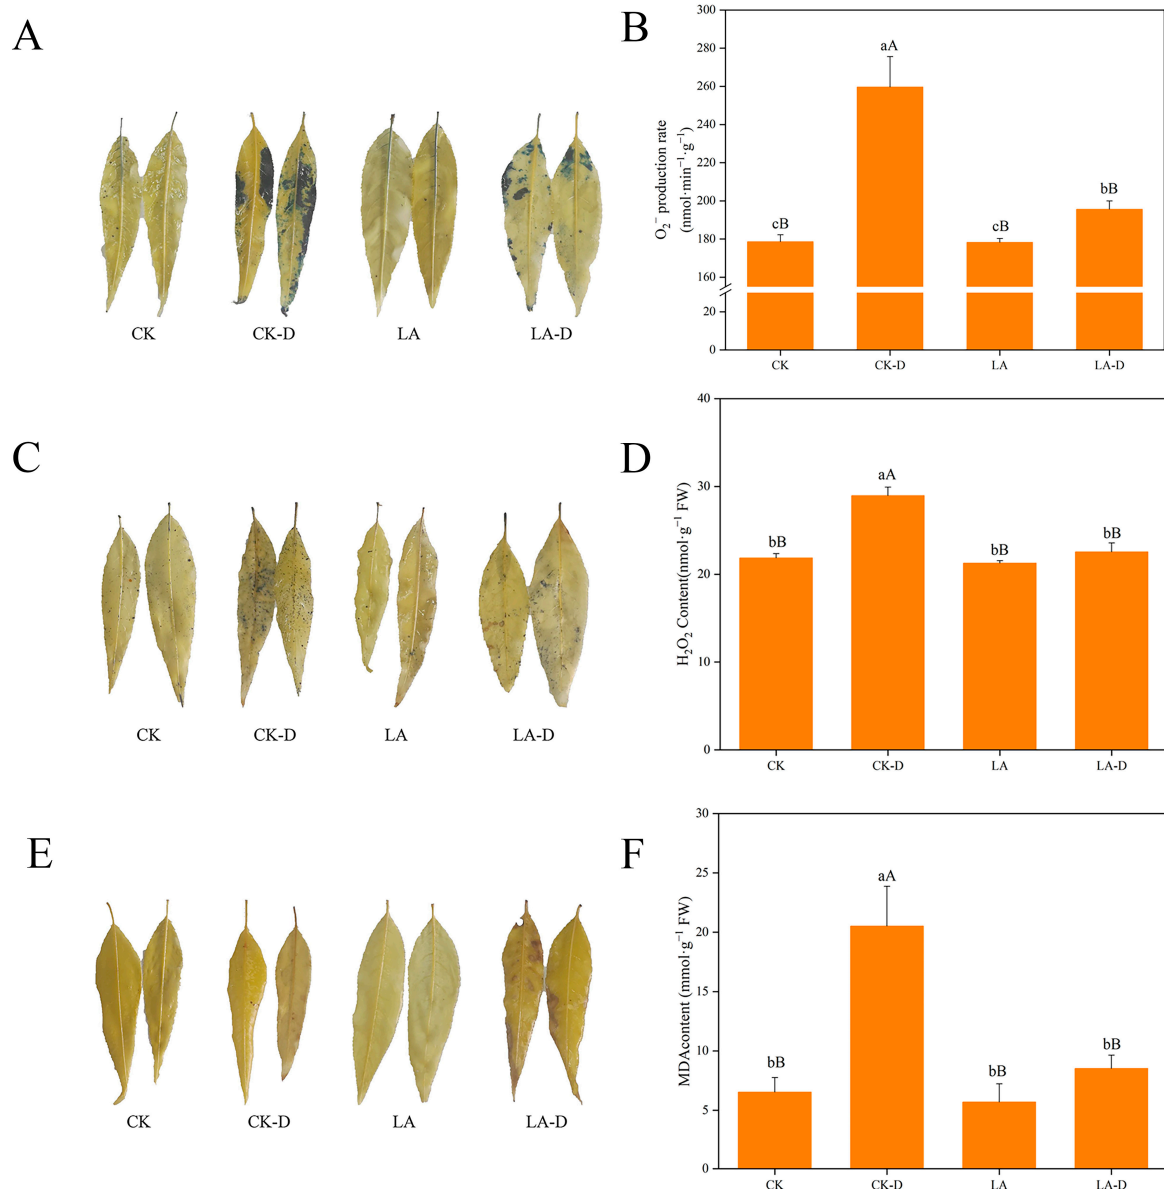 A
CK
CK-D
LA
LA-D
B
O₂⁻ production rate
(nmol·min⁻¹·g⁻¹)
300
280
260
240
220
200
180
160
20
0
cB
aA
cB
bB
CK
CK-D
LA
LA-D
C
CK
CK-D
LA
LA-D
D
H₂O₂ Content(nmol·g⁻¹ FW)
40
30
20
10
0
bB
aA
bB
bB
CK
CK-D
LA
LA-D
E
CK
CK-D
LA
LA-D
F
MDAcontent (mmol·g⁻¹ FW)
30
25
20
15
10
5
0
bB
aA
bB
bB
CK
CK-D
LA
LA-D